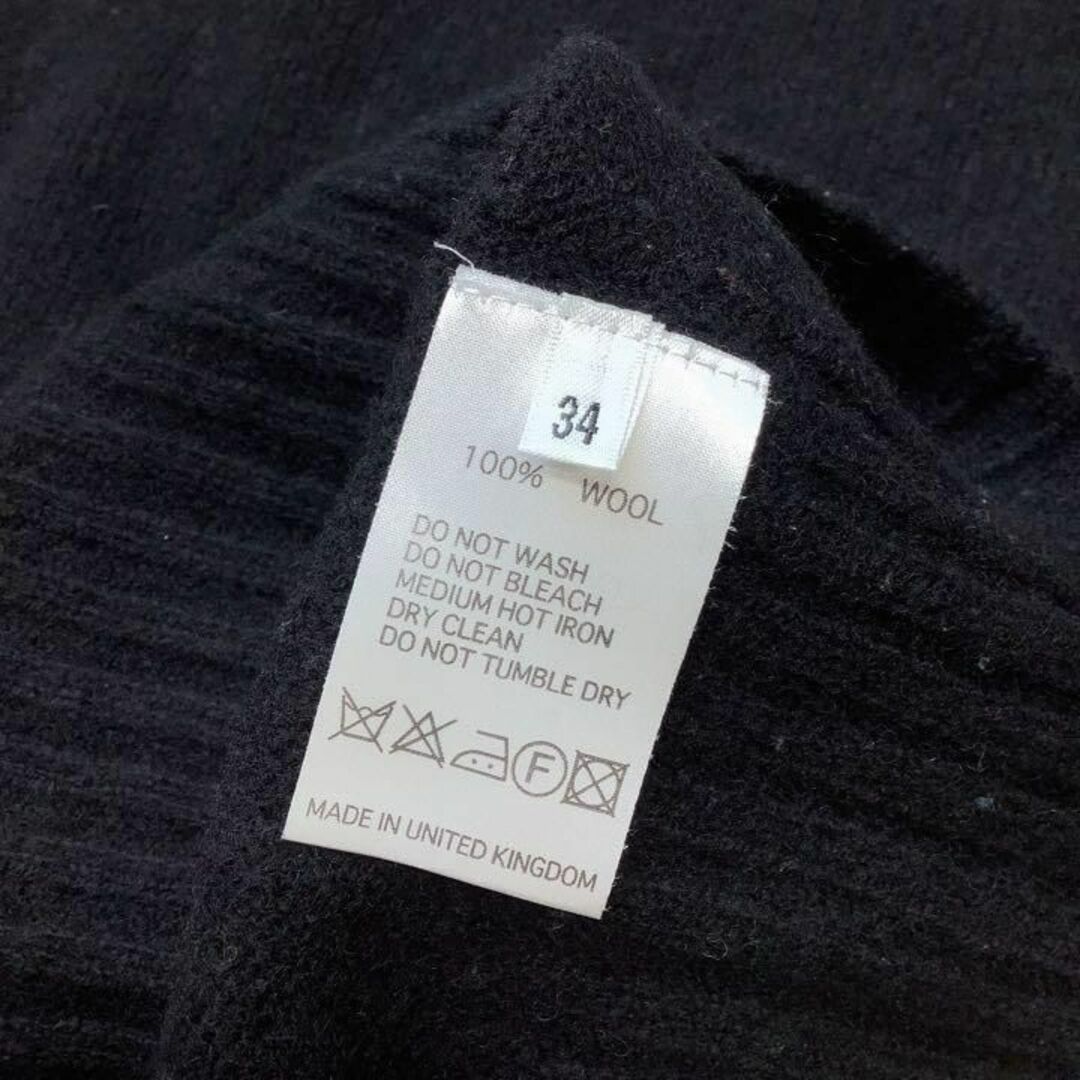 34
100% WOOL
DO NOT WASH
DO NOT BLEACH
MEDIUM HOT IRON
DRY CLEAN
DO NOT TUMBLE DRY
F
MADE IN UNITED KINGDOM